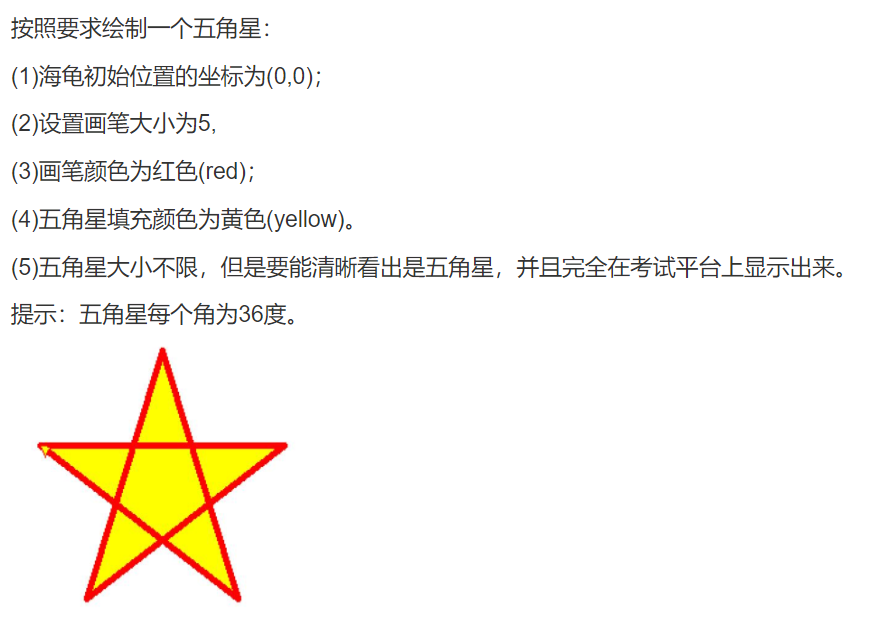 按照要求绘制一个五角星：
(1)海龟初始位置的坐标为(0,0)；
(2)设置画笔大小为5,
(3)画笔颜色为红色(red)；
(4)五角星填充颜色为黄色(yellow)。
(5)五角星大小不限，但是要能清晰看出是五角星，并且完全在考试平台上显示出来。
提示：五角星每个角为36度。